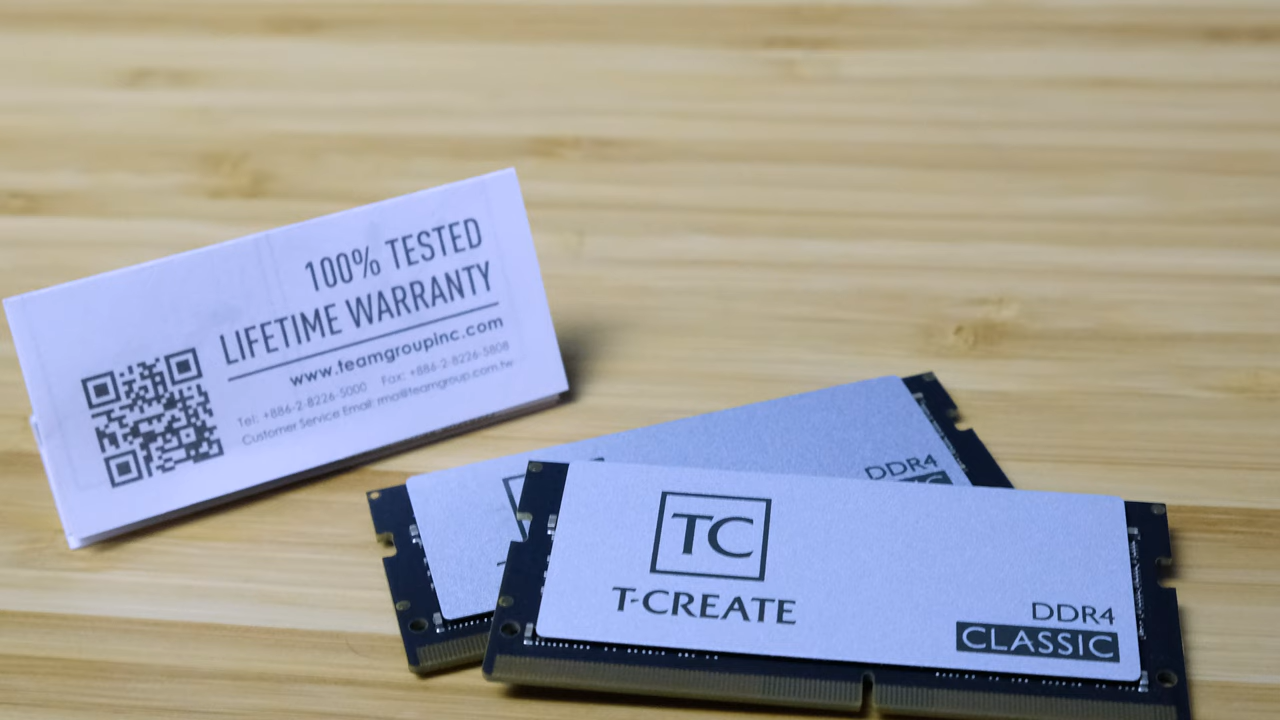 100% TESTED
LIFETIME WARRANTY
www.teamgroupinc.com
Tel: +886-2-8226-5000 Fax: +886-2-8226-5808
Customer Service Email: rma@teamgroup.com.tw
DDR4
TC
T-CREATE
DDR4
CLASSIC